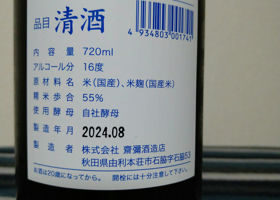 品目 清酒
4 934803 001741
内容量 720ml
アルコール分 16度
原材料名 米(国産)、米麹(国産米)
精米歩合 55%
使用酵母 自社酵母
製造年月 2024.08
製造者 株式会社 齋彌酒造店
秋田県由利本荘市石脇字石脇53
お酒は20歳になってから。 開栓には十分注意して下さい。